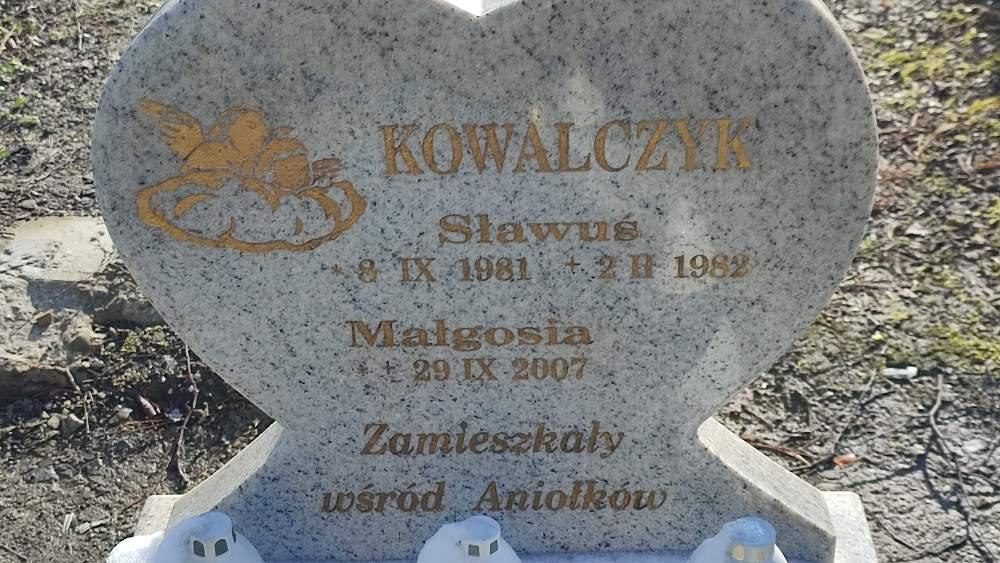 KOWALCZYK
Sławuś
* 8 IX 1981 + 2 II 1982
Małgosia
* + 29 IX 2007
Zamieszkały
wśród Aniołków